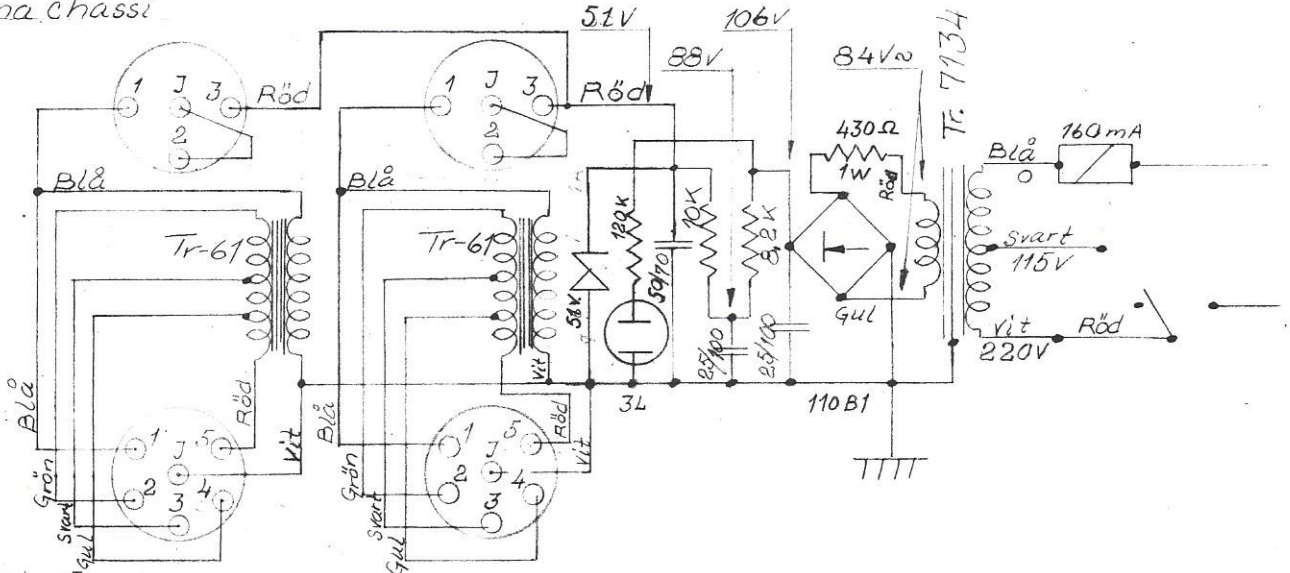 na chassi
51V
106V
88V
84V~
Tr. 7134
1
J
3
Röd
2
1
J
3
Röd
2
430Ω
1W
Röd
Blå
160mA
Blå
Blå
Tr-61
Tr-61
51V.
120K
50/70
10K
8,2K
Svart
115V
Gul
25/100
25/100
Vit
Röd
220V
Vit
3L
110B1
Blå
Röd
Vit
Blå
Röd
Vit
1
J
5
2
3
4
1
J
5
2
3
4
Grön
Svart
Gul
Grön
Svart
Gul